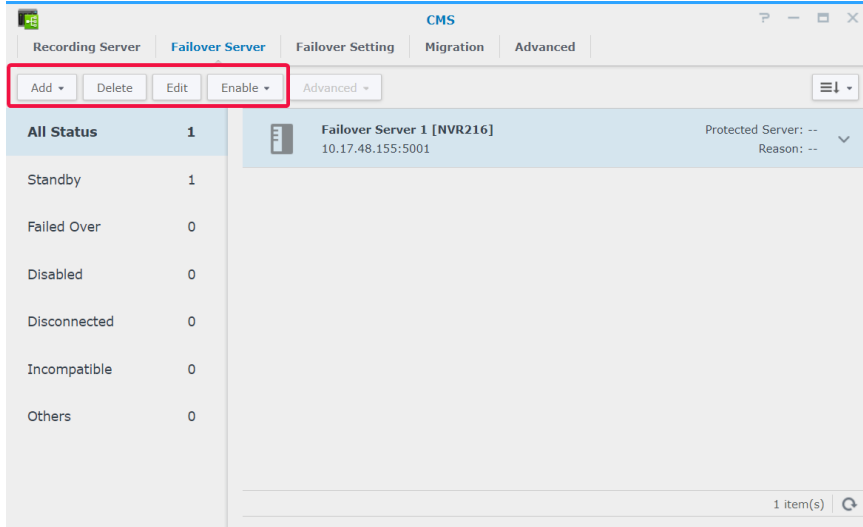 CMS
Recording Server Failover Server Failover Setting Migration Advanced
Add Delete Edit Enable Advanced
All Status 1
Standby 1
Failed Over 0
Disabled 0
Disconnected 0
Incompatible 0
Others 0
Failover Server 1 [NVR216] Protected Server: --
10.17.48.155:5001 Reason: --
1 item(s)